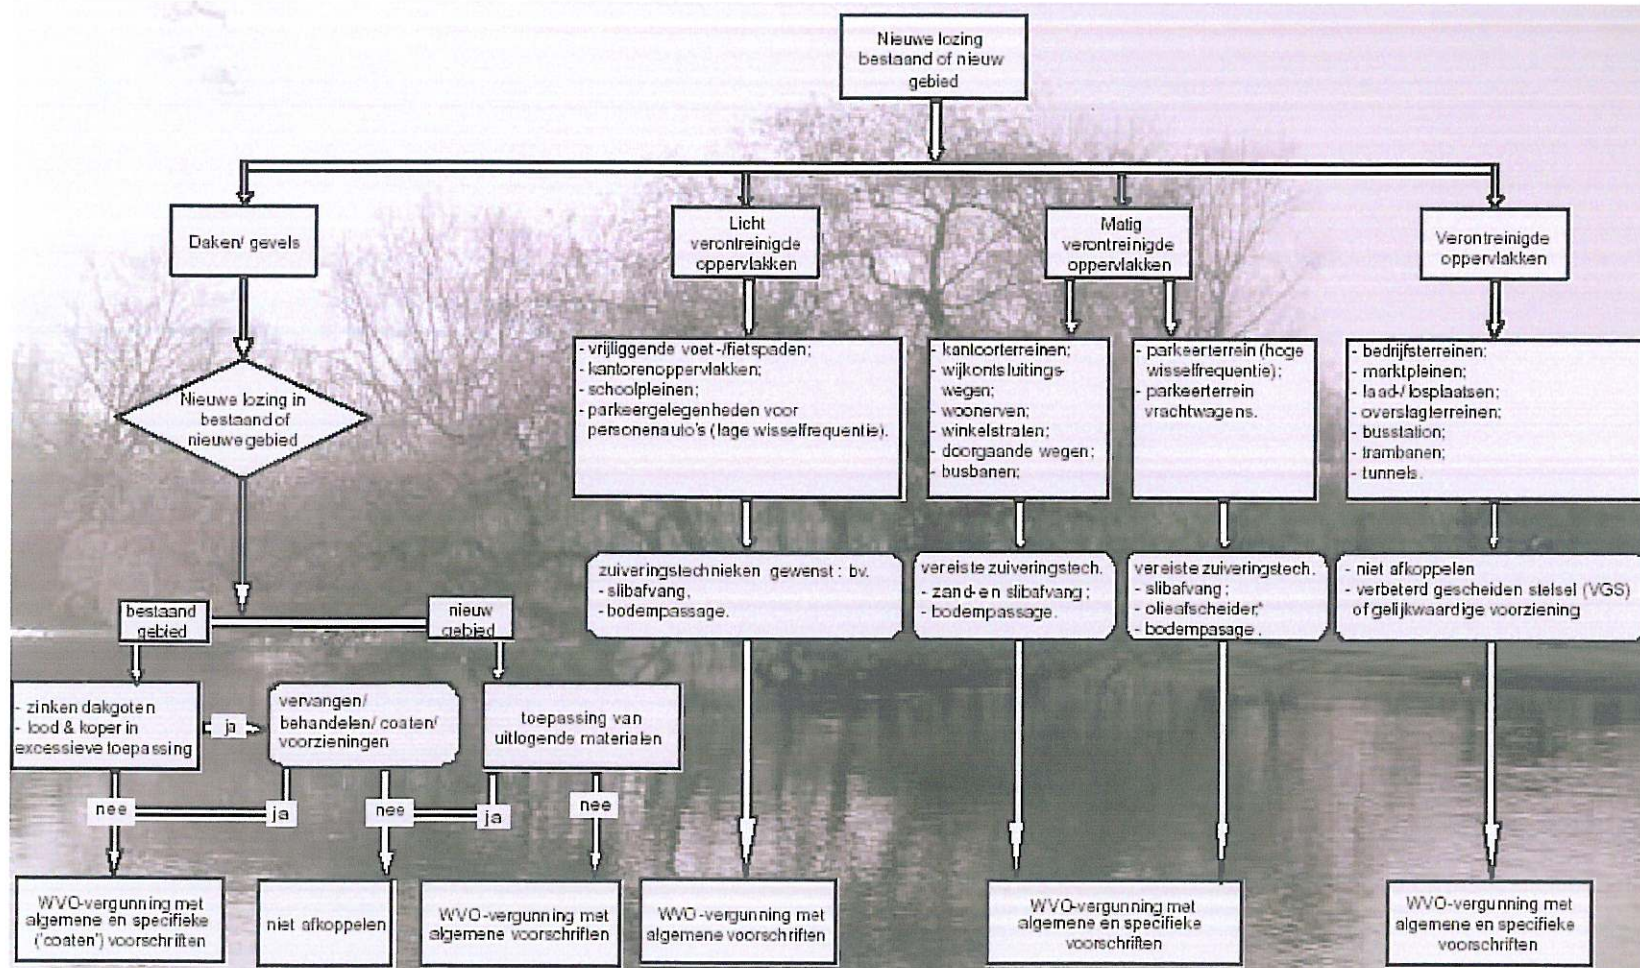 Nieuwe lozing
bestaand of nieuw
gebied
Daken/ gevels
Licht
verontreinigde
oppervlakken
Matig
verontreinigde
oppervlakken
Verontreinigde
oppervlakken
Nieuwe lozing in
bestaand of
nieuwe gebied
- vrijliggende voet-/fietspaden;
- kantorenoppervlakken;
- schoolpleinen;
- parkeergelegenheden voor
personenauto's (lage wisselfrequentie).
- kantoorterreinen;
- wijkontsluitings-
wegen;
- woonerven;
- winkelstraten;
- doorgaande wegen;
- busbanen;
- parkeerterrein (hoge
wisselfrequentie);
- parkeerterrein
vrachtwagens.
- bedrijfsterreinen;
- marktpleinen;
- laad-/losplaatsen;
- overslagterreinen;
- busstation;
- trambanen;
- tunnels.
zuiveringstechnieken gewenst : bv.
- slibafvang,
- bodempassage.
vereiste zuiveringstech.
- zand-en slibafvang ;
- bodempassage.
vereiste zuiveringstech.
- slibafvang ;
- olieafscheider;*
- bodempasage .
- niet afkoppelen
- verbeterd gescheiden stelsel (VGS)
of gelijkwaardige voorziening
bestaand
gebied
nieuw
gebied
- zinken dakgoten
- lood & koper in
excessieve toepassing
ja
vervangen/
behandelen/ coaten/
voorzieningen
toepassing van
uitlogende materialen
nee
ja
nee
ja
nee
WVO-vergunning met
algemene en specifieke
('coaten') voorschriften
niet afkoppelen
WVO-vergunning met
algemene voorschriften
WVO-vergunning met
algemene voorschriften
WVO-vergunning met
algemene en specifieke
voorschriften
WVO-vergunning met
algemene en specifieke
voorschriften